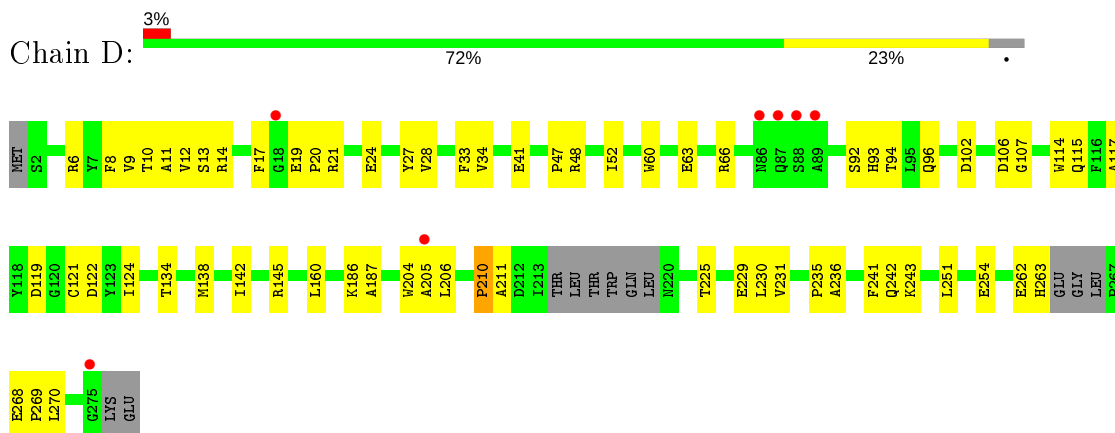 3%
Chain D:
72% 23% •
MET S2 R6 Y7 F8 V9 T10 A11 V12 S13 R14 F17 G18 E19 P20 R21 E24 Y27 V28 F33 V34 E41 P47 R48 I52 W60 E63 R66 N86 Q87 S88 A89 S92 H93 T94 L95 Q96 D102 D106 G107 W114 Q115 F116 A117
Y118 D119 G120 C121 D122 Y123 I124 T134 M138 I142 R145 L160 K186 A187 W204 A205 L206 P210 A211 D212 I213 THR LEU THR TRP GLN LEU N220 T225 E229 L230 V231 P235 A236 F241 Q242 K243 L251 E254 E262 H263 GLU GLY LEU P267
E268 P269 L270 G275 LYS GLU